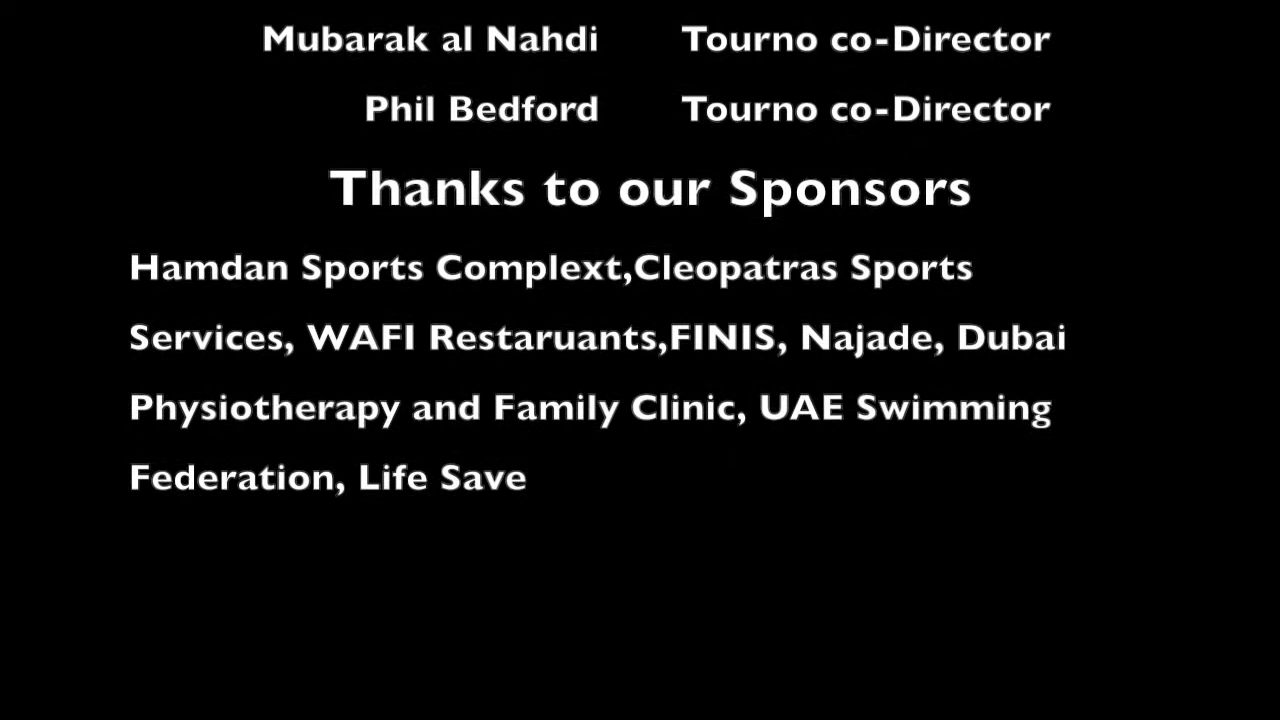 Mubarak al Nahdi Tourno co-Director
Phil Bedford Tourno co-Director
Thanks to our Sponsors
Hamdan Sports Complext,Cleopatras Sports
Services, WAFI Restaruants,FINIS, Najade, Dubai
Physiotherapy and Family Clinic, UAE Swimming
Federation, Life Save